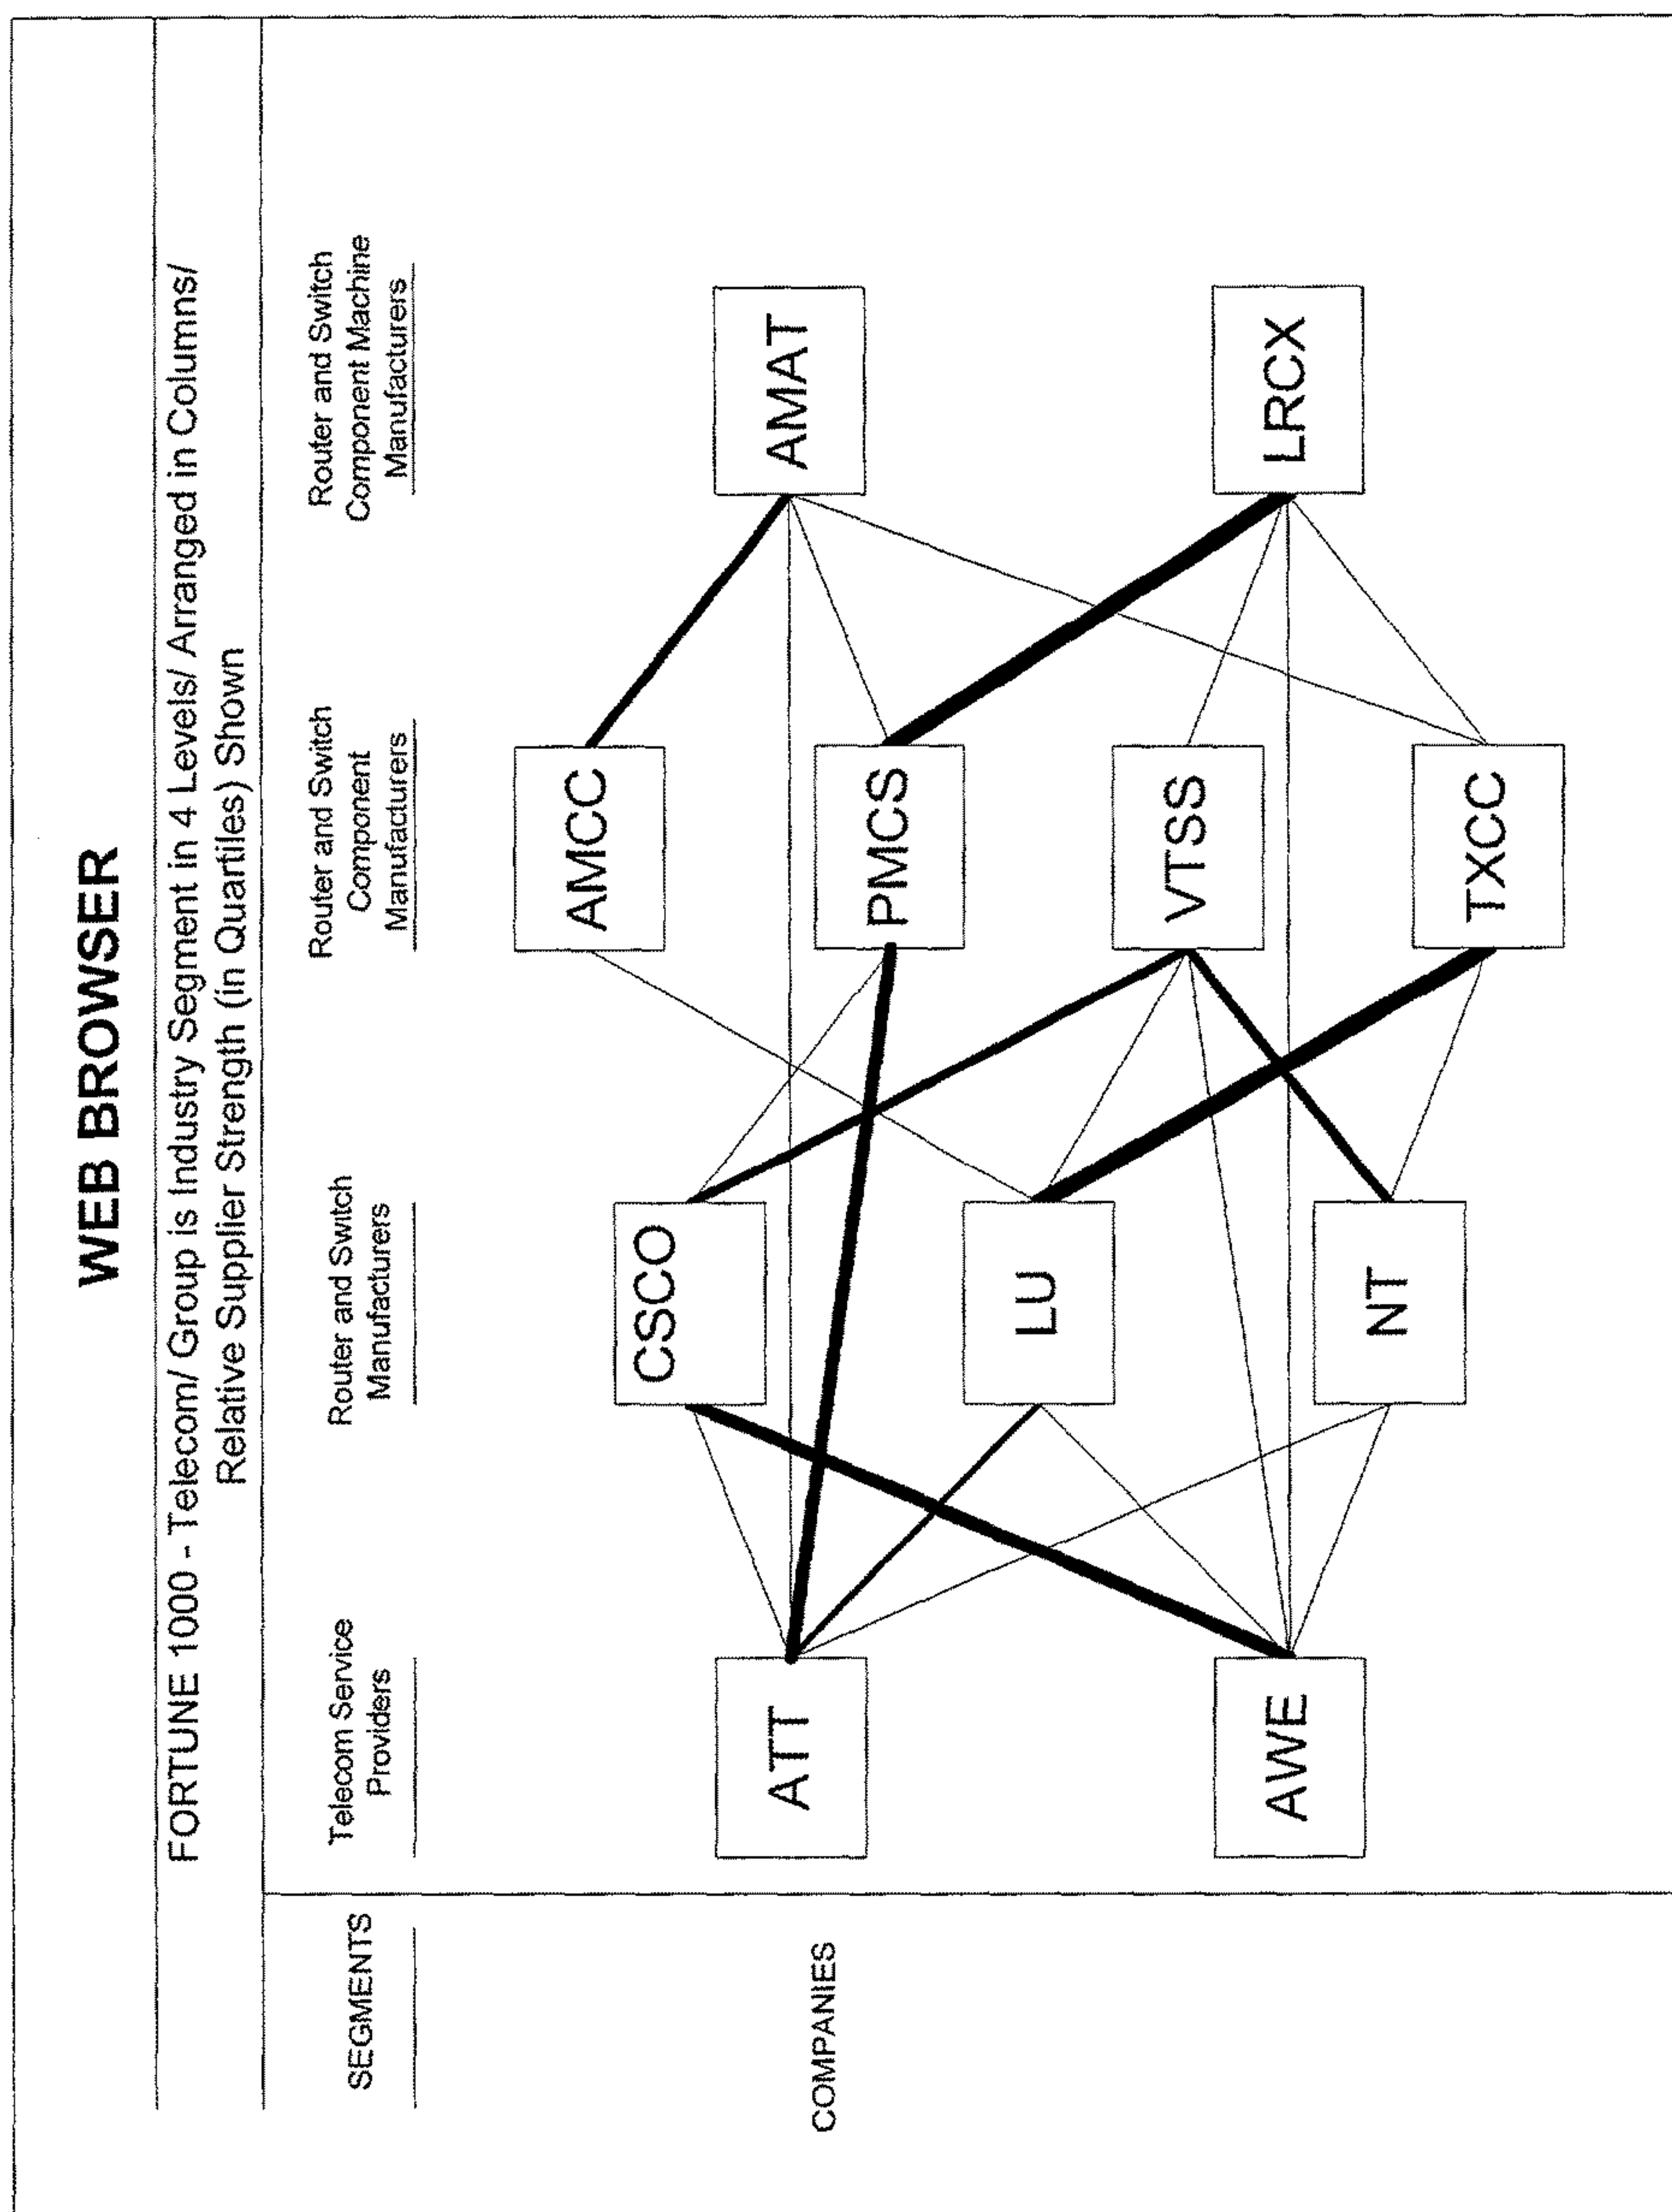 WEB BROWSER
FORTUNE 1000 - Telecom/ Group is Industry Segment in 4 Levels/ Arranged in Columns/
Relative Supplier Strength (in Quartiles) Shown
SEGMENTS
Telecom Service
Providers
Router and Switch
Manufacturers
Router and Switch
Component
Manufacturers
Router and Switch
Component Machine
Manufacturers
COMPANIES
ATT
AWE
CSCO
LU
NT
AMCC
PMCS
VTSS
TXCC
AMAT
LRCX